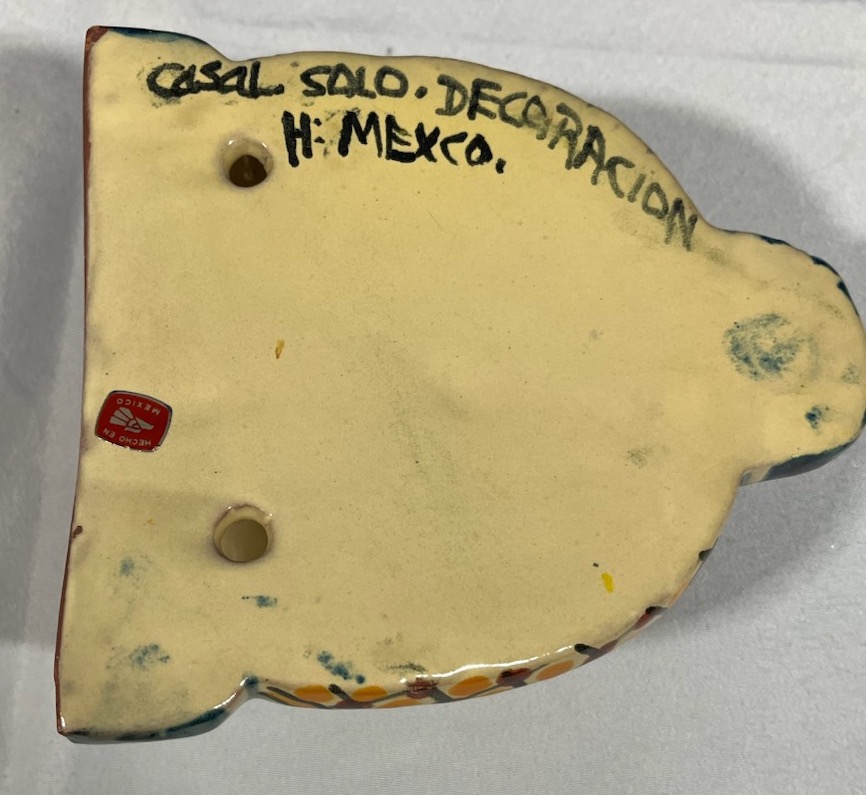 CASAL SOLO. DECORACION
H: MEXCO.
HECHO EN
MEXICO